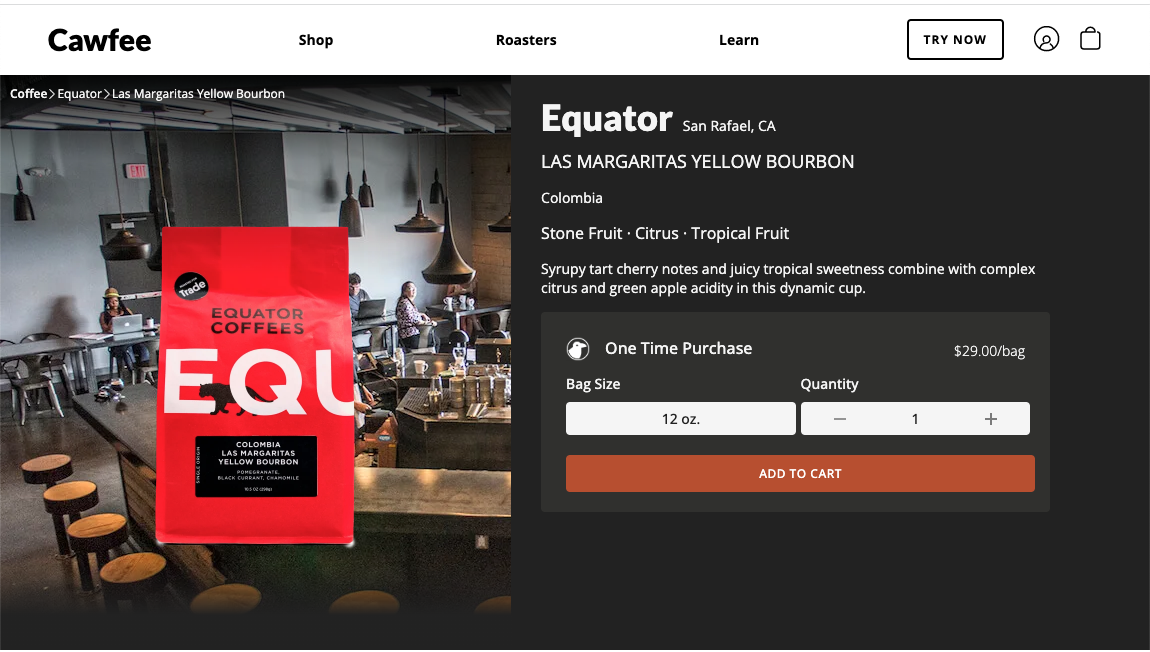 Cawfee
Shop
Roasters
Learn
TRY NOW
Coffee > Equator > Las Margaritas Yellow Bourbon
EXIT
Trade
EQUATOR
COFFEES
EQU
SINGLE ORIGIN
COLOMBIA
LAS MARGARITAS
YELLOW BOURBON
POMEGRANATE,
BLACK CURRANT, CHAMOMILE
10.5 OZ (298g)
Equator San Rafael, CA
LAS MARGARITAS YELLOW BOURBON
Colombia
Stone Fruit · Citrus · Tropical Fruit
Syrupy tart cherry notes and juicy tropical sweetness combine with complex
citrus and green apple acidity in this dynamic cup.
One Time Purchase
$29.00/bag
Bag Size
Quantity
12 oz.
— 1 +
ADD TO CART